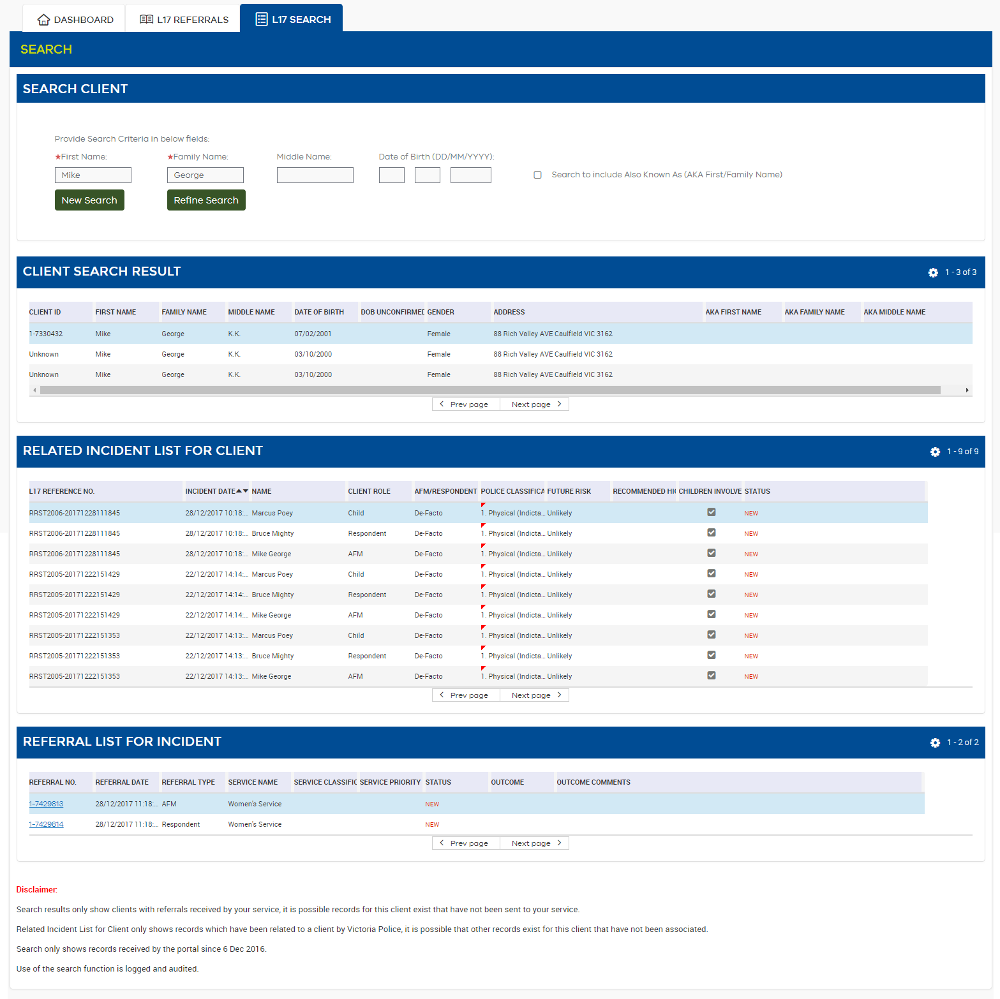 DASHBOARD L17 REFERRALS L17 SEARCH
SEARCH
SEARCH CLIENT
Provide Search Criteria in below fields:
★First Name: ★Family Name: Middle Name: Date of Birth (DD/MM/YYYY):
Mike George Search to include Also Known As (AKA First/Family Name)
New Search Refine Search
CLIENT SEARCH RESULT 1 - 3 of 3
CLIENT ID FIRST NAME FAMILY NAME MIDDLE NAME DATE OF BIRTH DOB UNCONFIRMED GENDER ADDRESS AKA FIRST NAME AKA FAMILY NAME AKA MIDDLE NAME
1-7330432 Mike George K.K. 07/02/2001 Female 88 Rich Valley AVE Caulfield VIC 3162
Unknown Mike George K.K. 03/10/2000 Female 88 Rich Valley AVE Caulfield VIC 3162
Unknown Mike George K.K. 03/10/2000 Female 88 Rich Valley AVE Caulfield VIC 3162
Prev page Next page
RELATED INCIDENT LIST FOR CLIENT 1 - 9 of 9
L17 REFERENCE NO. INCIDENT DATE NAME CLIENT ROLE AFM/RESPONDENT POLICE CLASSIFICA FUTURE RISK RECOMMENDED HIG CHILDREN INVOLVE STATUS
RRST2006-20171228111845 28/12/2017 10:18:... Marcus Poey Child De-Facto 1. Physical (Indicta... Unlikely NEW
RRST2006-20171228111845 28/12/2017 10:18:... Bruce Mighty Respondent De-Facto 1. Physical (Indicta... Unlikely NEW
RRST2006-20171228111845 28/12/2017 10:18:... Mike George AFM De-Facto 1. Physical (Indicta... Unlikely NEW
RRST2005-20171222151429 22/12/2017 14:14:... Marcus Poey Child De-Facto 1. Physical (Indicta... Unlikely NEW
RRST2005-20171222151429 22/12/2017 14:14:... Bruce Mighty Respondent De-Facto 1. Physical (Indicta... Unlikely NEW
RRST2005-20171222151429 22/12/2017 14:14:... Mike George AFM De-Facto 1. Physical (Indicta... Unlikely NEW
RRST2005-20171222151353 22/12/2017 14:13:... Marcus Poey Child De-Facto 1. Physical (Indicta... Unlikely NEW
RRST2005-20171222151353 22/12/2017 14:13:... Bruce Mighty Respondent De-Facto 1. Physical (Indicta... Unlikely NEW
RRST2005-20171222151353 22/12/2017 14:13:... Mike George AFM De-Facto 1. Physical (Indicta... Unlikely NEW
Prev page Next page
REFERRAL LIST FOR INCIDENT 1 - 2 of 2
REFERRAL NO. REFERRAL DATE REFERRAL TYPE SERVICE NAME SERVICE CLASSIFIC SERVICE PRIORITY STATUS OUTCOME OUTCOME COMMENTS
1-7429813 28/12/2017 11:18:... AFM Women's Service NEW
1-7429814 28/12/2017 11:18:... Respondent Women's Service NEW
Prev page Next page
Disclaimer:
Search results only show clients with referrals received by your service, it is possible records for this client exist that have not been sent to your service.
Related Incident List for Client only shows records which have been related to a client by Victoria Police, it is possible that other records exist for this client that have not been associated.
Search only shows records received by the portal since 6 Dec 2016.
Use of the search function is logged and audited.